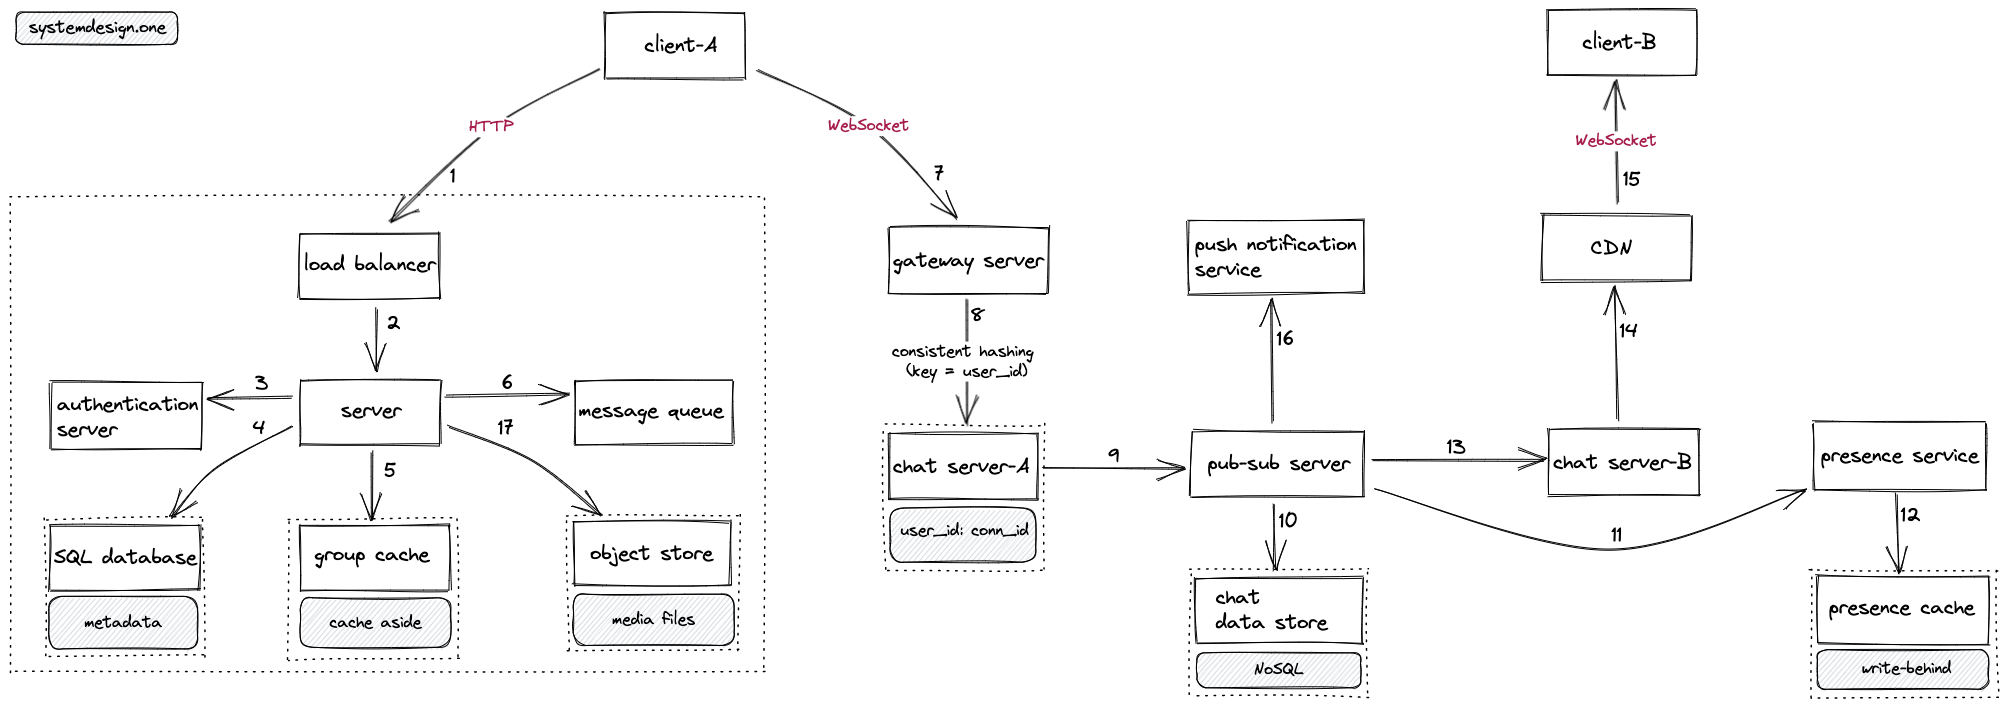 systemdesign.one
client-A
client-B
HTTP
WebSocket
WebSocket
1
7
15
load balancer
gateway server
push notification
service
CDN
2
8
16
14
consistent hashing
(key = user_id)
3
6
authentication
server
server
message queue
4
17
5
chat server-A
9
pub-sub server
13
chat server-B
presence service
user_id: conn_id
10
11
12
SQL database
group cache
object store
metadata
cache aside
media files
chat
data store
presence cache
NoSQL
write-behind